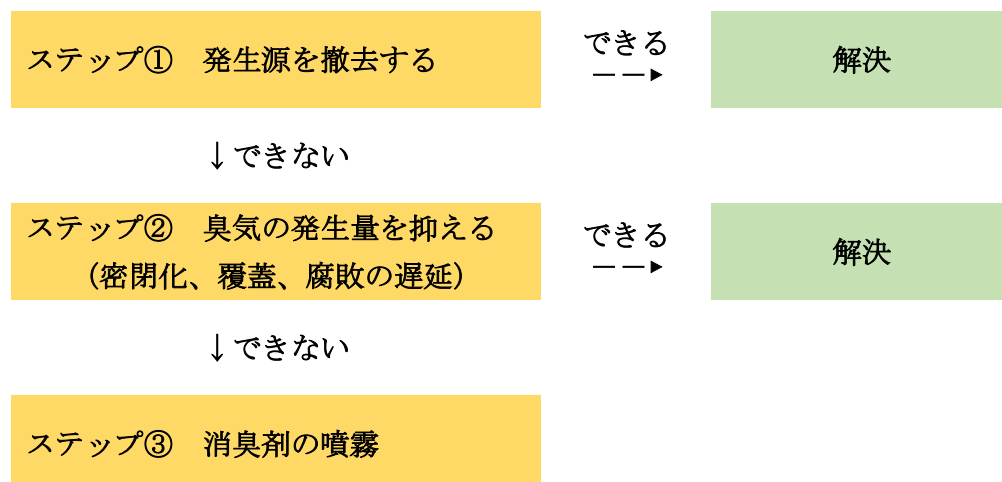 ステップ①　発生源を撤去する
できる
解決
↓できない
ステップ②　臭気の発生量を抑える
（密閉化、覆蓋、腐敗の遅延）
できる
解決
↓できない
ステップ③　消臭剤の噴霧